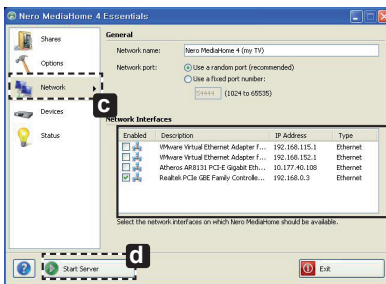 Nero MediaHome 4 Essentials
Shares
Options
Network
Devices
Status
c
General
Network name: Nero MediaHome 4 (my TV)
Network port: Use a random port (recommended)
Use a fixed port number:
54444 (1024 to 65535)
Network Interfaces
Enabled Description IP Address Type
VMware Virtual Ethernet Adapter f... 192.168.115.1 Ethernet
VMware Virtual Ethernet Adapter f... 192.168.152.1 Ethernet
Atheros AR8131 PCI-E Gigabit Eth... 10.177.40.108 Ethernet
Realtek PCIe GBE Family Controlle... 192.168.0.3 Ethernet
Select the network interfaces on which Nero MediaHome should be available.
d
? Start Server
Exit